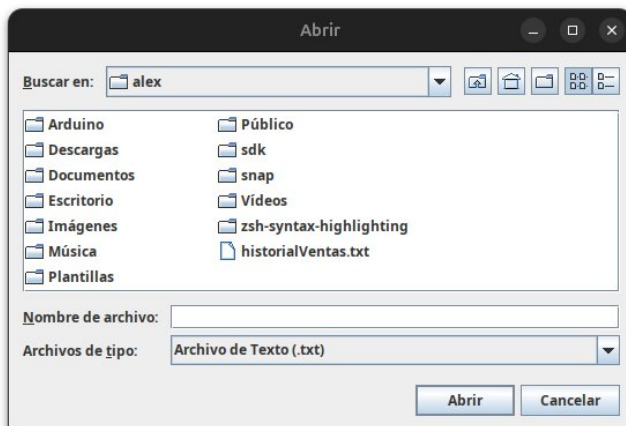 Abrir
Buscar en: alex
Arduino
Descargas
Documentos
Escritorio
Imágenes
Música
Plantillas
Público
sdk
snap
Vídeos
zsh-syntax-highlighting
historialVentas.txt
Nombre de archivo:
Archivos de tipo: Archivo de Texto (.txt)
Abrir Cancelar